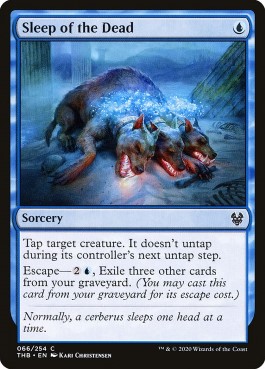 Sleep of the Dead
Sorcery
Tap target creature. It doesn't untap
during its controller's next untap step.
Escape—2, Exile three other cards
from your graveyard. (You may cast this
card from your graveyard for its escape cost.)
Normally, a cerberus sleeps one head at a
time.
066/254 C
THB • EN KARI CHRISTENSEN
™ & © 2020 Wizards of the Coast